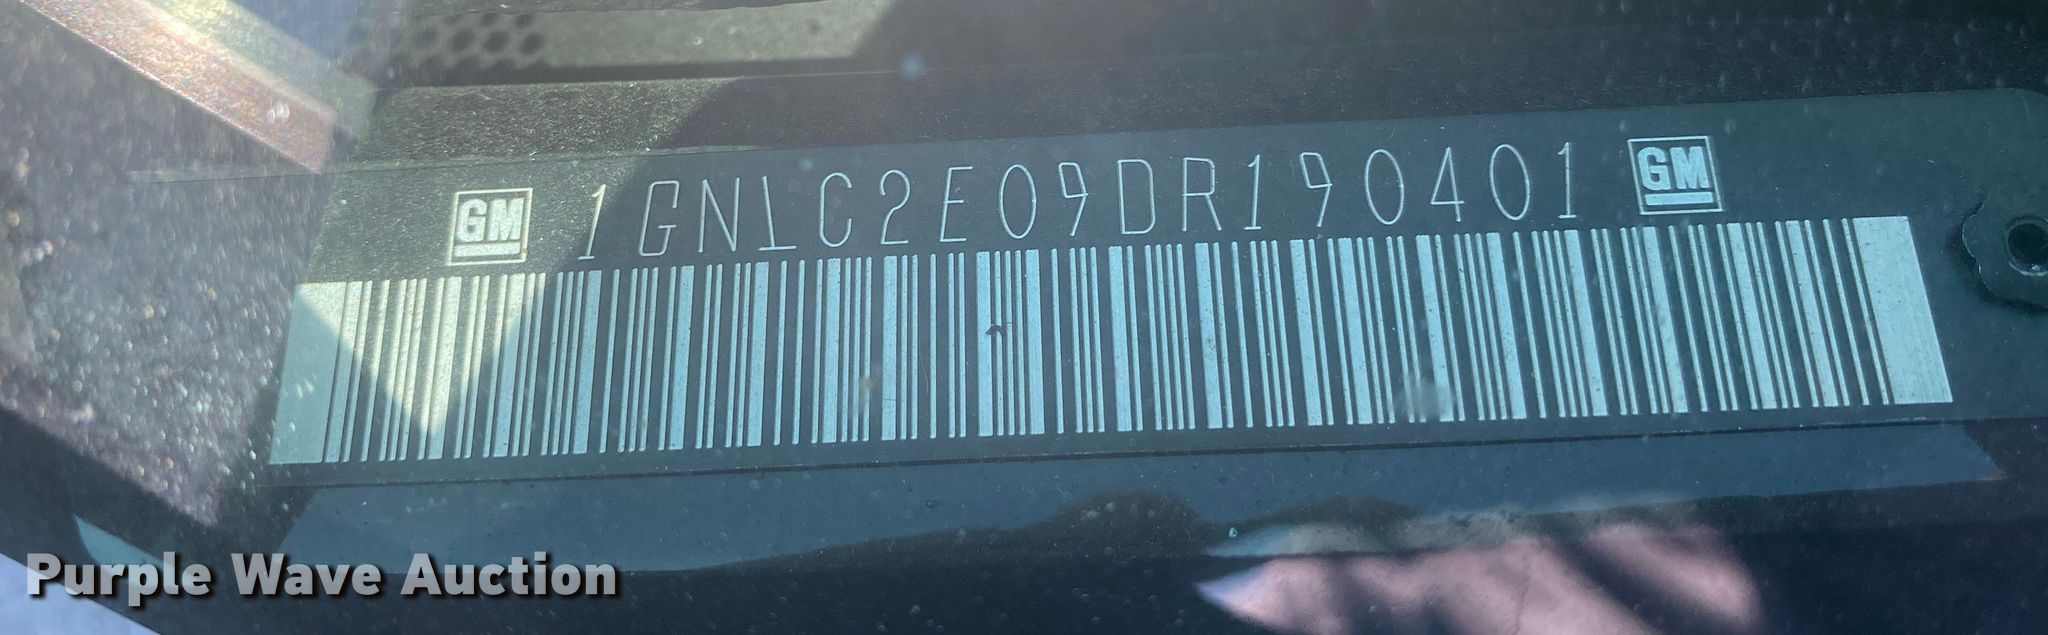 GM 1GNLC2E09DR190401 GM
Purple Wave Auction